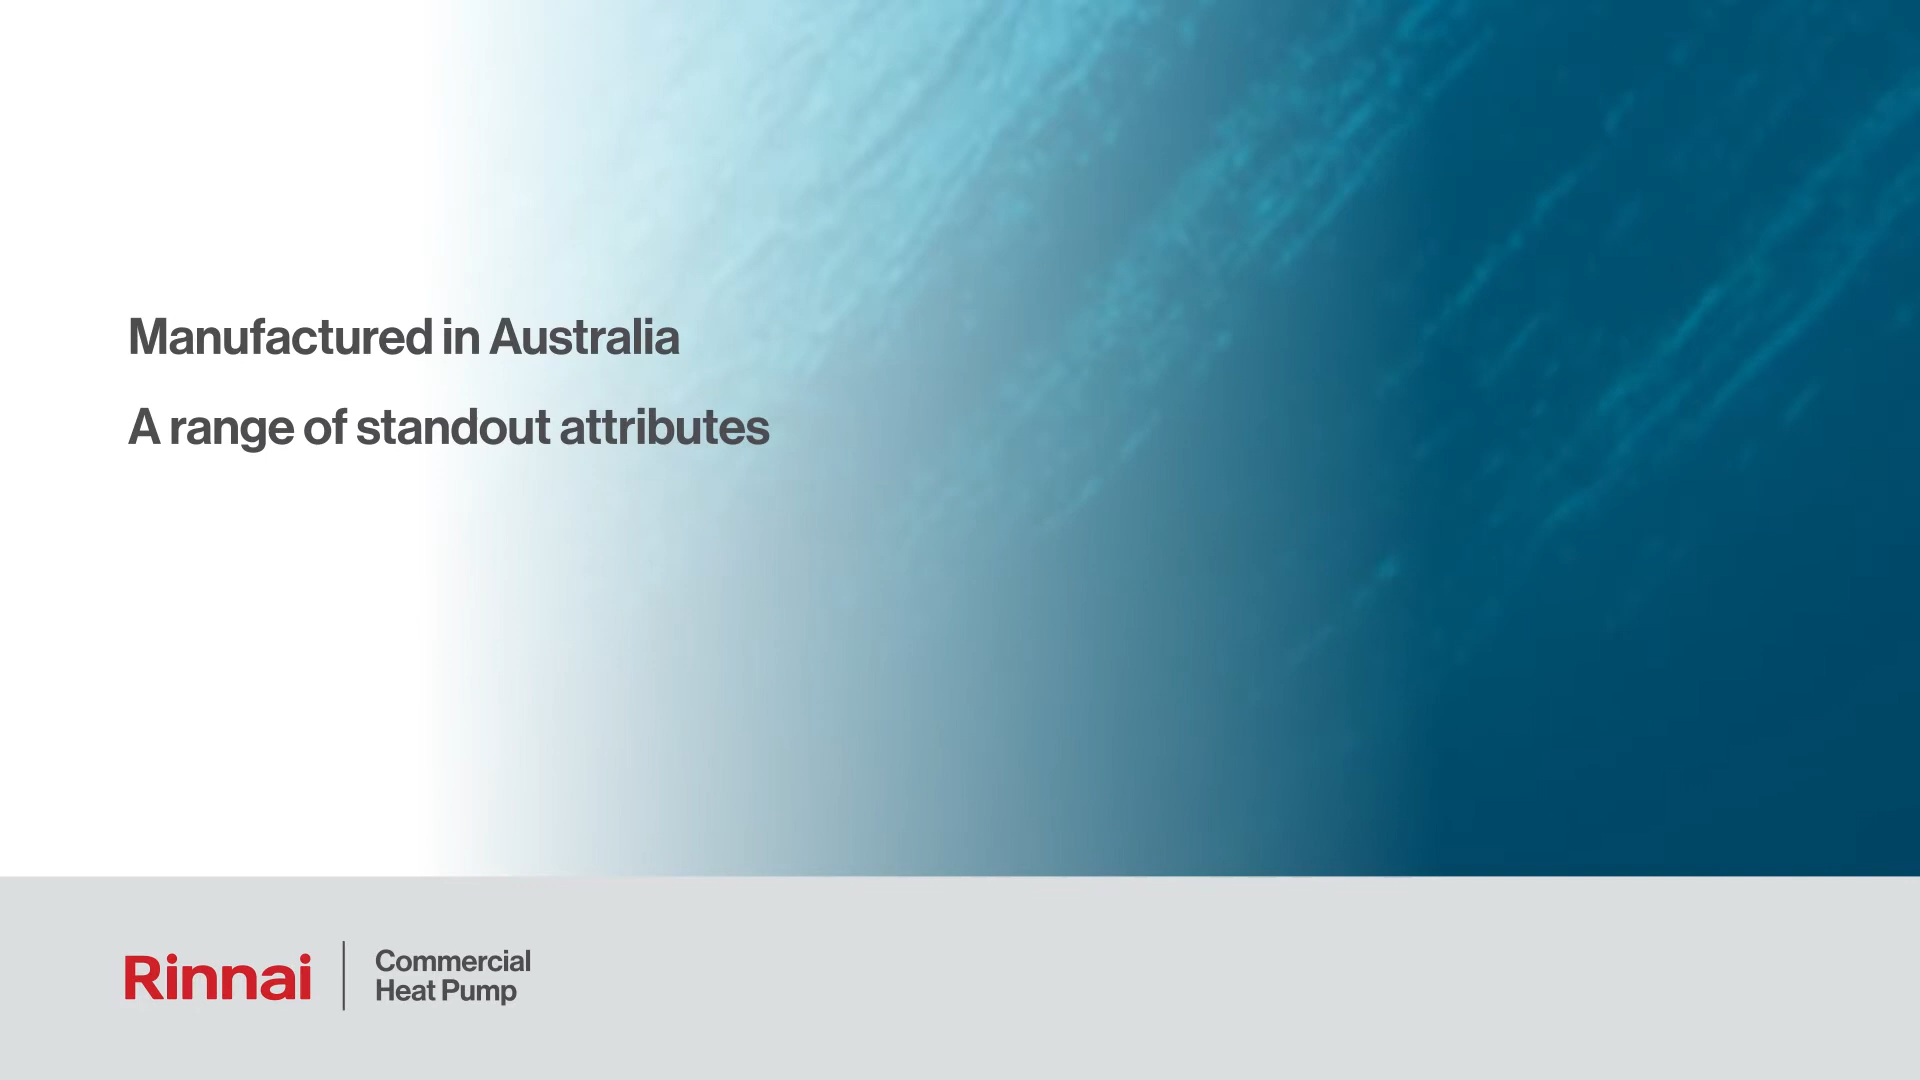 Manufactured in Australia
A range of standout attributes
Rinnai
Commercial
Heat Pump